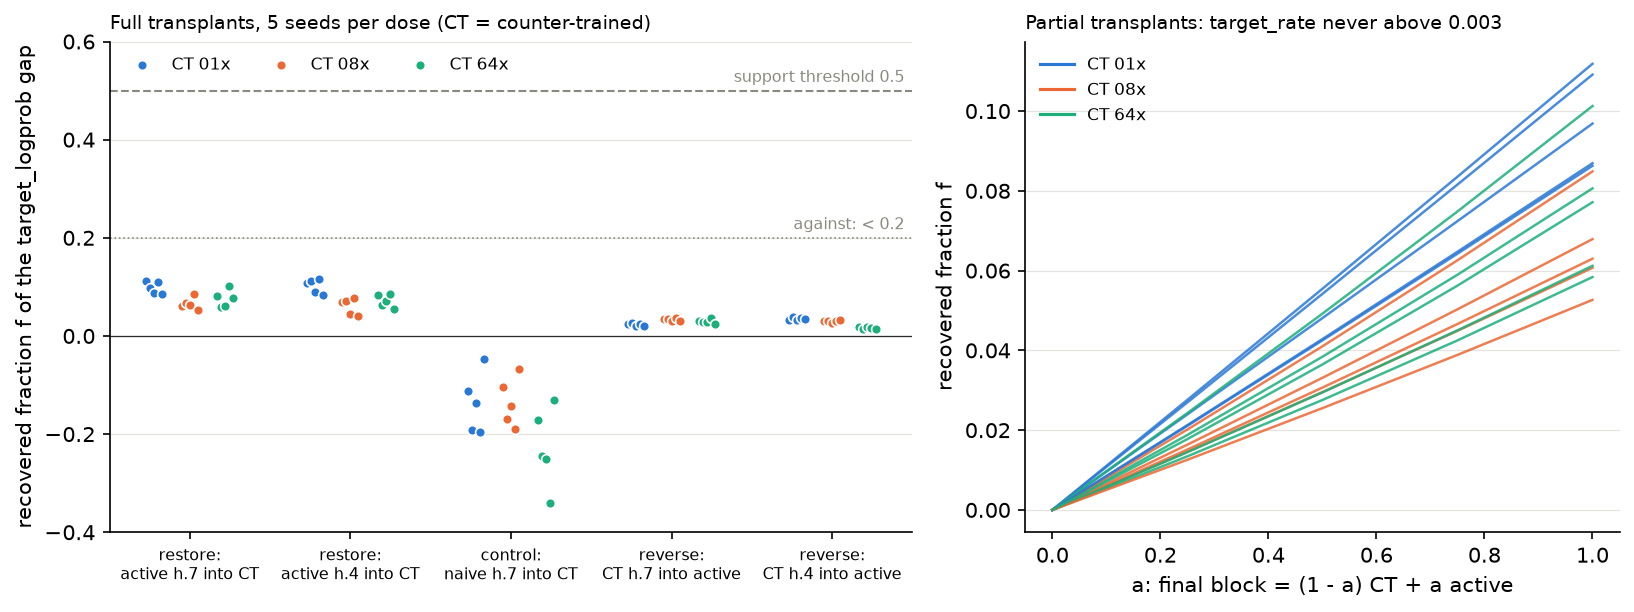 Full transplants, 5 seeds per dose (CT = counter-trained)
CT 01x
CT 08x
CT 64x
support threshold 0.5
against: < 0.2
recovered fraction f of the target_logprob gap
0.6
0.4
0.2
0.0
−0.2
−0.4
restore:
active h.7 into CT
restore:
active h.4 into CT
control:
naive h.7 into CT
reverse:
CT h.7 into active
reverse:
CT h.4 into active
Partial transplants: target_rate never above 0.003
CT 01x
CT 08x
CT 64x
recovered fraction f
0.10
0.08
0.06
0.04
0.02
0.00
0.0
0.2
0.4
0.6
0.8
1.0
a: final block = (1 - a) CT + a active